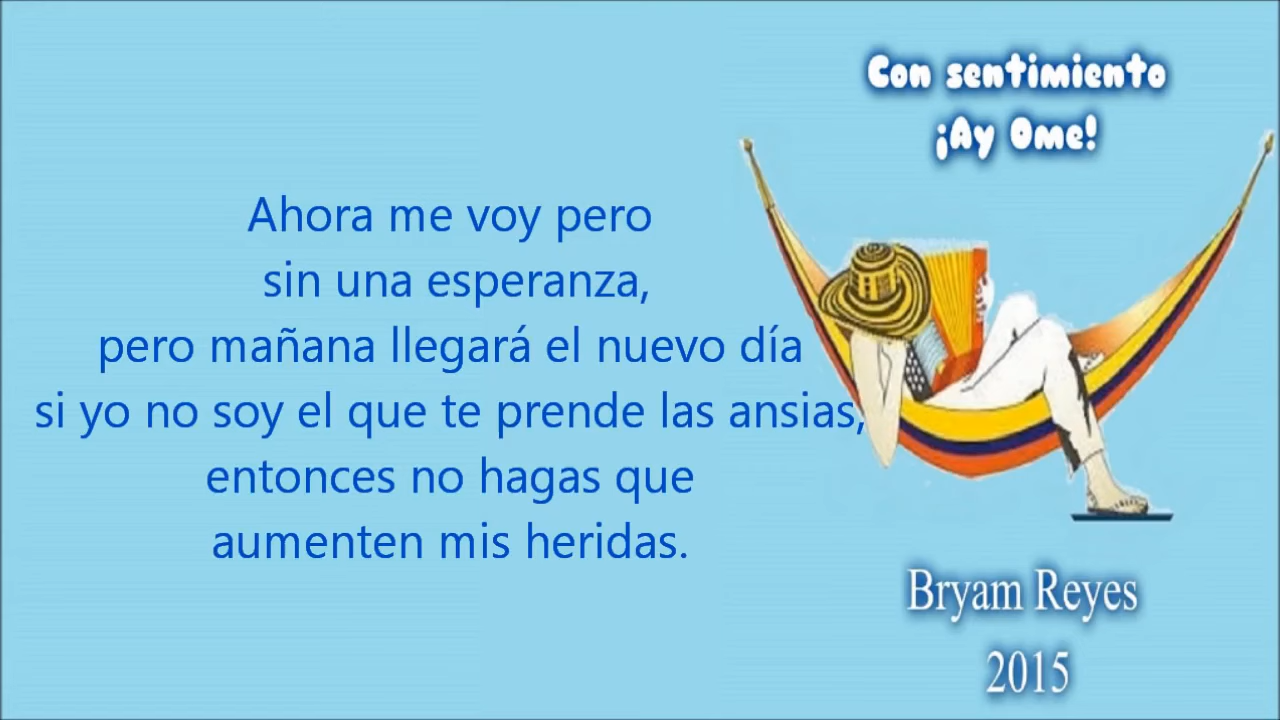 Con sentimiento
¡Ay Ome!
Ahora me voy pero
sin una esperanza,
pero mañana llegará el nuevo día
si yo no soy el que te prende las ansias,
entonces no hagas que
aumenten mis heridas.
Bryam Reyes
2015